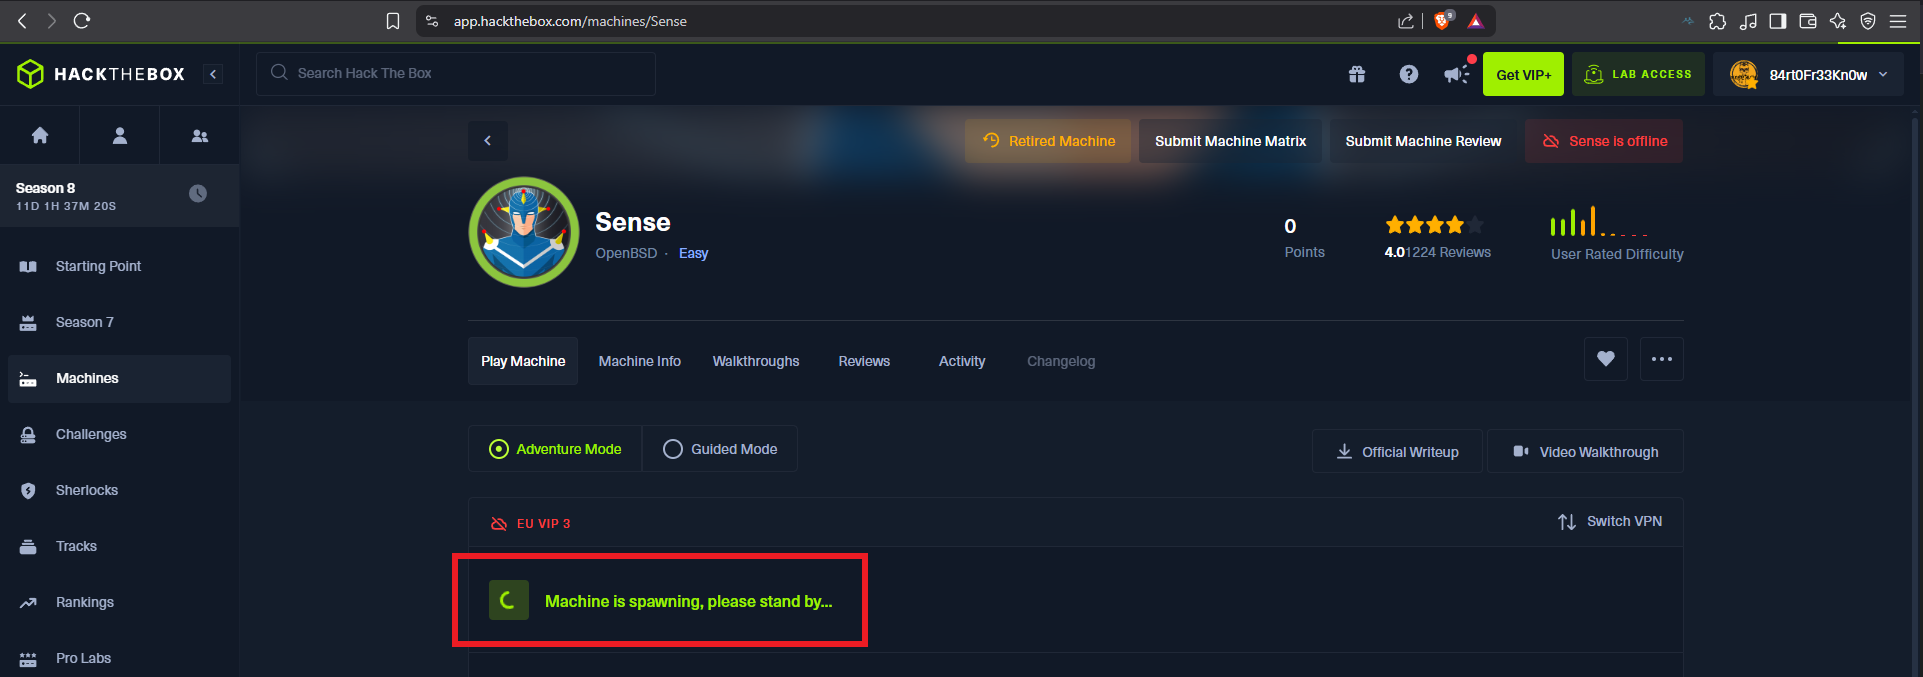 app.hackthebox.com/machines/Sense
9
HACKTHEBOX
Search Hack The Box
Get VIP+
LAB ACCESS
84rt0Fr33Kn0w
Season 8
11D 1H 37M 20S
Starting Point
Season 7
Machines
Challenges
Sherlocks
Tracks
Rankings
Pro Labs
Retired Machine
Submit Machine Matrix
Submit Machine Review
Sense is offline
Sense
OpenBSD · Easy
0
Points
4.0 1224 Reviews
User Rated Difficulty
Play Machine
Machine Info
Walkthroughs
Reviews
Activity
Changelog
Adventure Mode
Guided Mode
Official Writeup
Video Walkthrough
EU VIP 3
Switch VPN
Machine is spawning, please stand by...